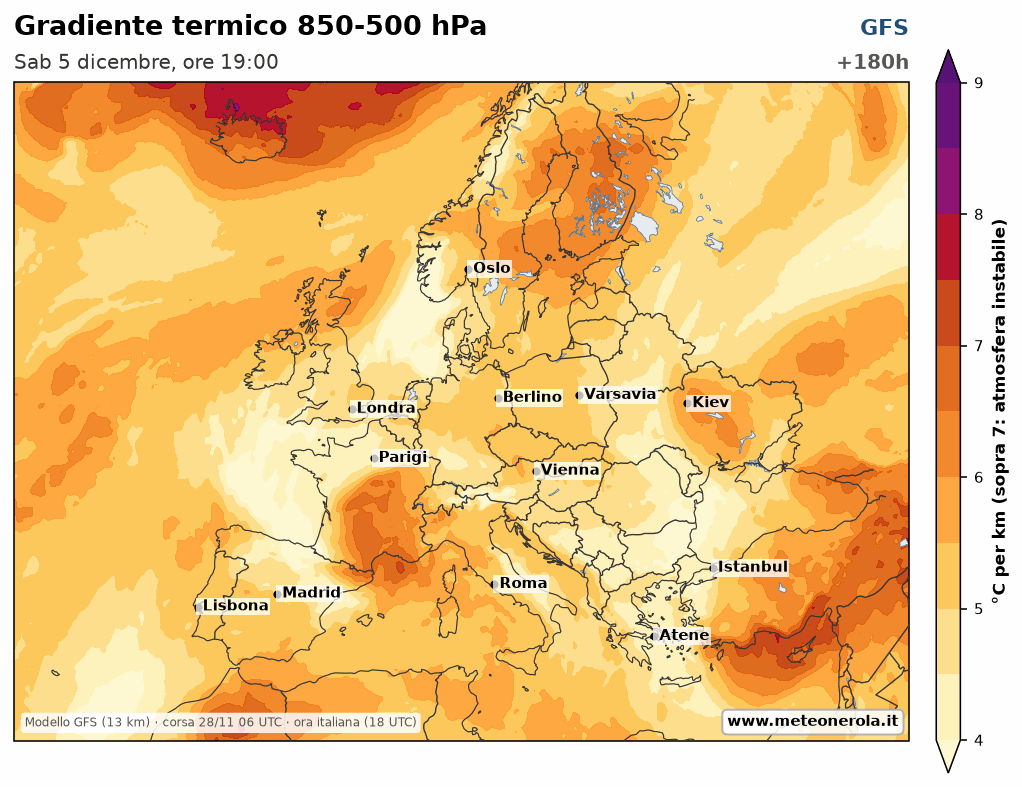 Gradiente termico 850-500 hPa
GFS
Sab 5 dicembre, ore 19:00
+180h
Oslo
Berlino
Varsavia
Kiev
Londra
Parigi
Vienna
Istanbul
Roma
Madrid
Lisbona
Atene
Modello GFS (13 km) · corsa 28/11 06 UTC · ora italiana (18 UTC)
www.meteonerola.it
9
8
7
6
5
4
°C per km (sopra 7: atmosfera instabile)